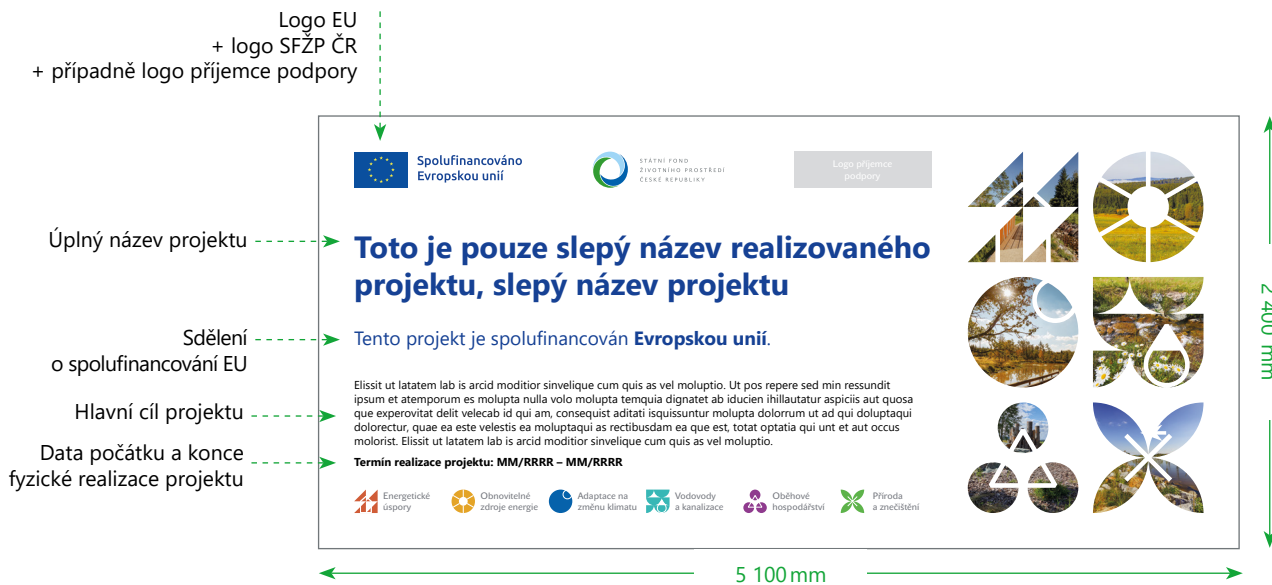 Logo EU
+ logo SFŽP ČR
+ případně logo příjemce podpory
Spolufinancováno
Evropskou unií
STÁTNÍ FOND
ŽIVOTNÍHO PROSTŘEDÍ
ČESKÉ REPUBLIKY
Logo příjemce
podpory
Úplný název projektu
Toto je pouze slepý název realizovaného
projektu, slepý název projektu
Sdělení
o spolufinancování EU
Tento projekt je spolufinancován Evropskou unií.
Hlavní cíl projektu
Elissit ut latatem lab is arcid moditior sinvelique cum quis as vel moluptio. Ut pos repere sed min ressundit
ipsum et atemporum es molupta nulla volo molupta temquia dignatet ab iducien ihillautatur aspiciis aut quosa
que experovitat delit velecab id qui am, consequist aditati isquissuntur molupta dolorrum ut ad qui doluptaqui
dolorectur, quae ea este velestis ea moluptaqui as rectibusdam ea que est, totat optatia qui unt et aut occus
molorist. Elissit ut latatem lab is arcid moditior sinvelique cum quis as vel moluptio.
Data počátku a konce
fyzické realizace projektu
Termín realizace projektu: MM/RRRR – MM/RRRR
Energetické
úspory
Obnovitelné
zdroje energie
Adaptace na
změnu klimatu
Vodovody
a kanalizace
Oběhové
hospodářství
Příroda
a znečištění
2 400 mm
5 100 mm